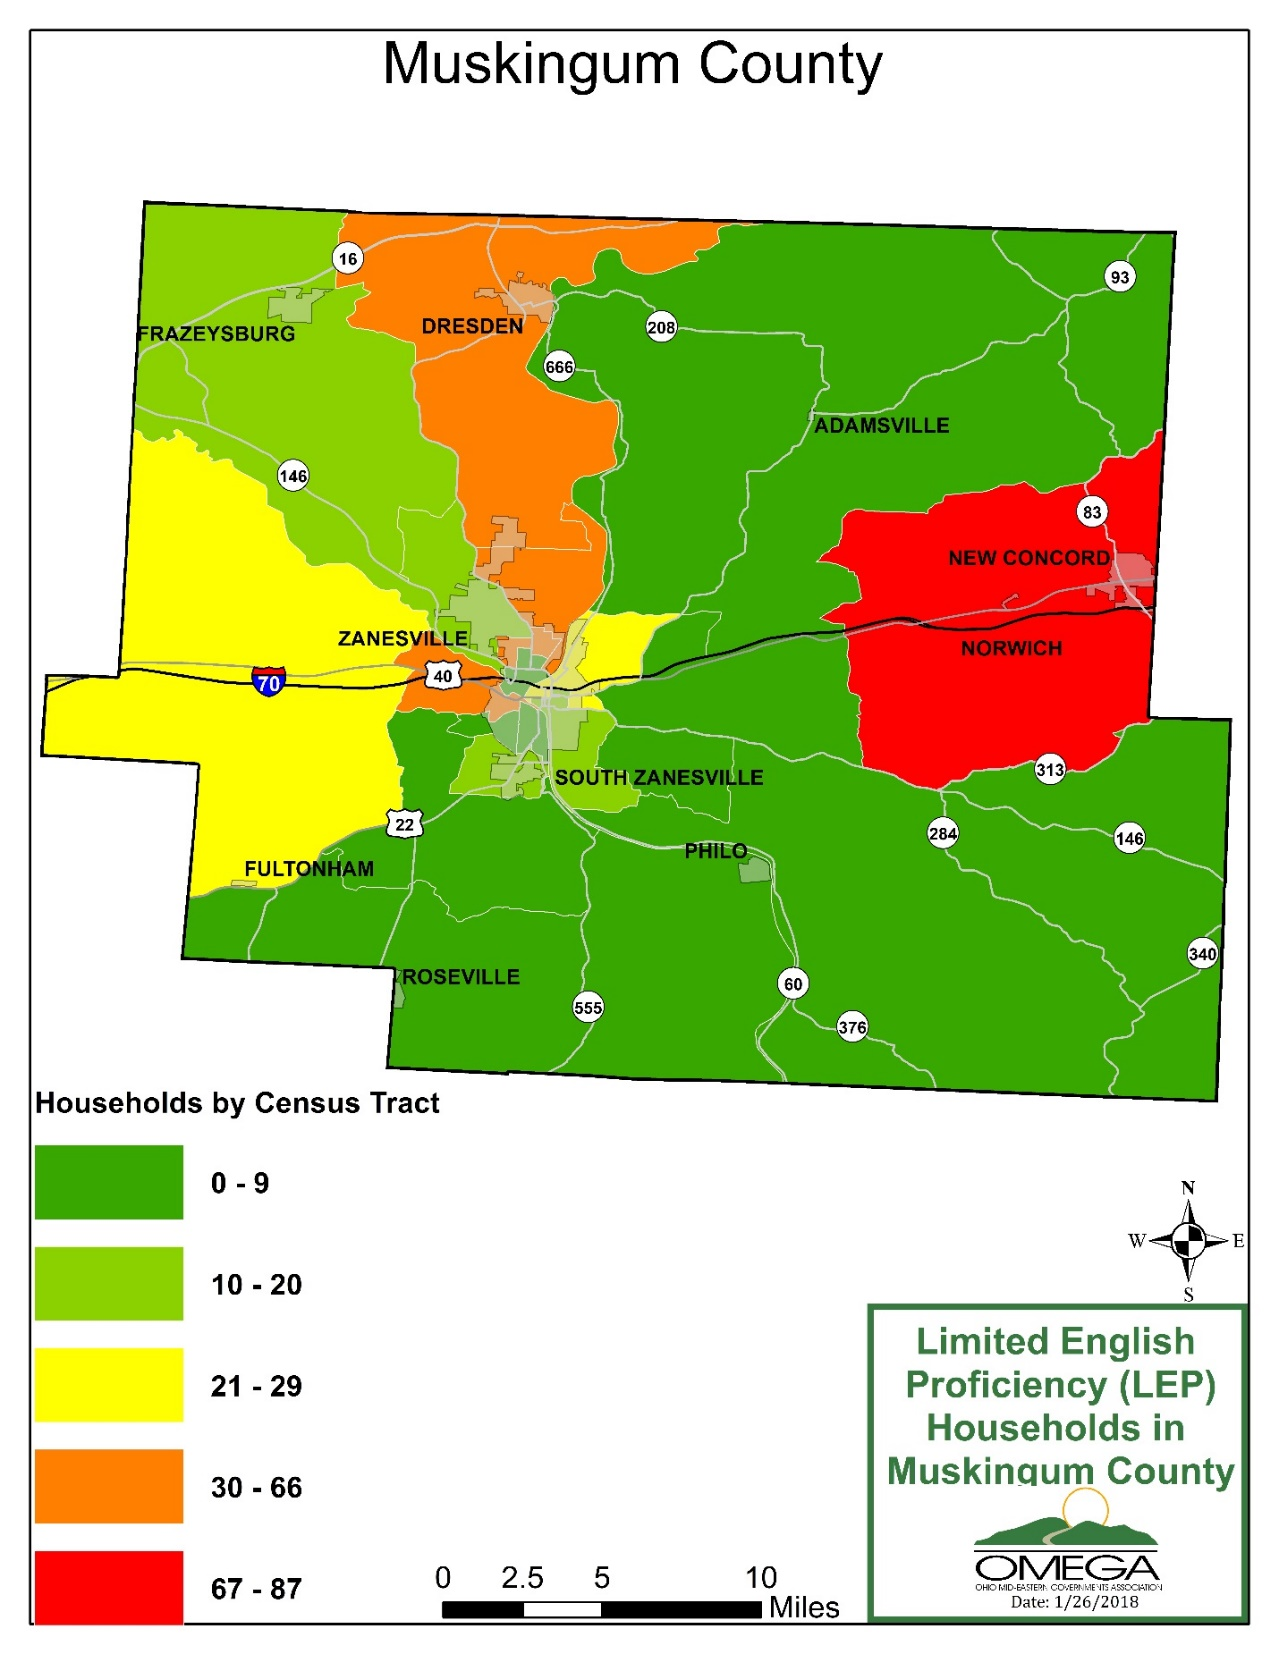 Muskingum County
16
93
FRAZEYSBURG
DRESDEN
208
666
ADAMSVILLE
146
83
NEW CONCORD
ZANESVILLE
NORWICH
70
40
SOUTH ZANESVILLE
313
22
284
146
PHILO
FULTONHAM
340
ROSEVILLE
60
555
376
Households by Census Tract
0 - 9
10 - 20
21 - 29
30 - 66
67 - 87
N
W E
S
Limited English
Proficiency (LEP)
Households in
Muskingum County
OMEGA
OHIO MID-EASTERN GOVERNMENTS ASSOCIATION
Date: 1/26/2018
0 2.5 5 10
Miles